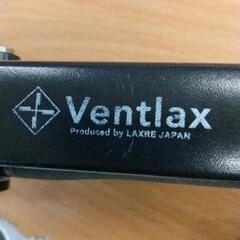 Ventlax
Produced by LAXRE JAPAN